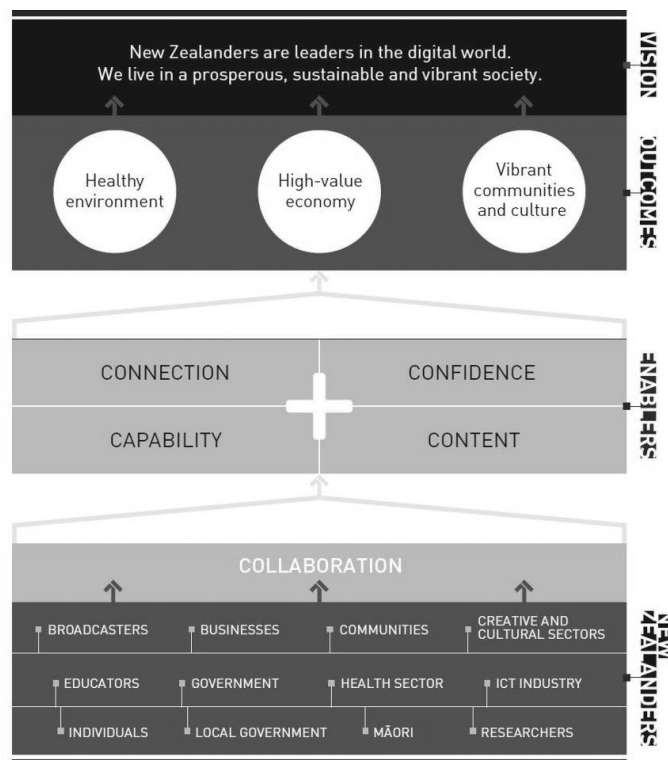 New Zealanders are leaders in the digital world.
We live in a prosperous, sustainable and vibrant society.
VISION
Healthy
environment
High-value
economy
Vibrant
communities
and culture
OUTCOMES
CONNECTION
CONFIDENCE
CAPABILITY
CONTENT
ENABLERS
COLLABORATION
BROADCASTERS
BUSINESSES
COMMUNITIES
CREATIVE AND
CULTURAL SECTORS
EDUCATORS
GOVERNMENT
HEALTH SECTOR
ICT INDUSTRY
INDIVIDUALS
LOCAL GOVERNMENT
MĀORI
RESEARCHERS
NEW
ZEALANDERS